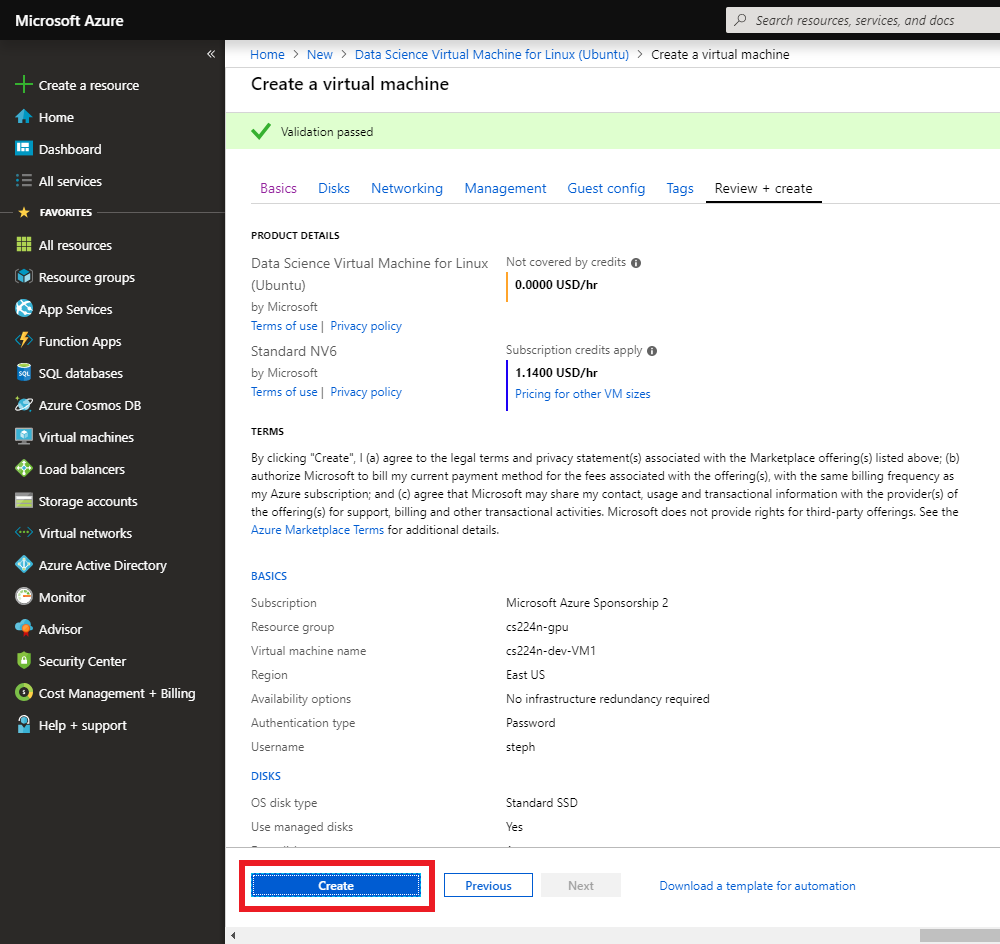 Microsoft Azure
Search resources, services, and docs
«
Create a resource
Home
Dashboard
All services
FAVORITES
All resources
Resource groups
App Services
Function Apps
SQL databases
Azure Cosmos DB
Virtual machines
Load balancers
Storage accounts
Virtual networks
Azure Active Directory
Monitor
Advisor
Security Center
Cost Management + Billing
Help + support
Home > New > Data Science Virtual Machine for Linux (Ubuntu) > Create a virtual machine
Create a virtual machine
Validation passed
Basics Disks Networking Management Guest config Tags Review + create
PRODUCT DETAILS
Data Science Virtual Machine for Linux
(Ubuntu)
by Microsoft
Terms of use | Privacy policy
Not covered by credits
0.0000 USD/hr
Standard NV6
by Microsoft
Terms of use | Privacy policy
Subscription credits apply
1.1400 USD/hr
Pricing for other VM sizes
TERMS
By clicking "Create", I (a) agree to the legal terms and privacy statement(s) associated with the Marketplace offering(s) listed above; (b)
authorize Microsoft to bill my current payment method for the fees associated with the offering(s), with the same billing frequency as
my Azure subscription; and (c) agree that Microsoft may share my contact, usage and transactional information with the provider(s) of
the offering(s) for support, billing and other transactional activities. Microsoft does not provide rights for third-party offerings. See the
Azure Marketplace Terms for additional details.
BASICS
Subscription Microsoft Azure Sponsorship 2
Resource group cs224n-gpu
Virtual machine name cs224n-dev-VM1
Region East US
Availability options No infrastructure redundancy required
Authentication type Password
Username steph
DISKS
OS disk type Standard SSD
Use managed disks Yes
Create Previous Next Download a template for automation